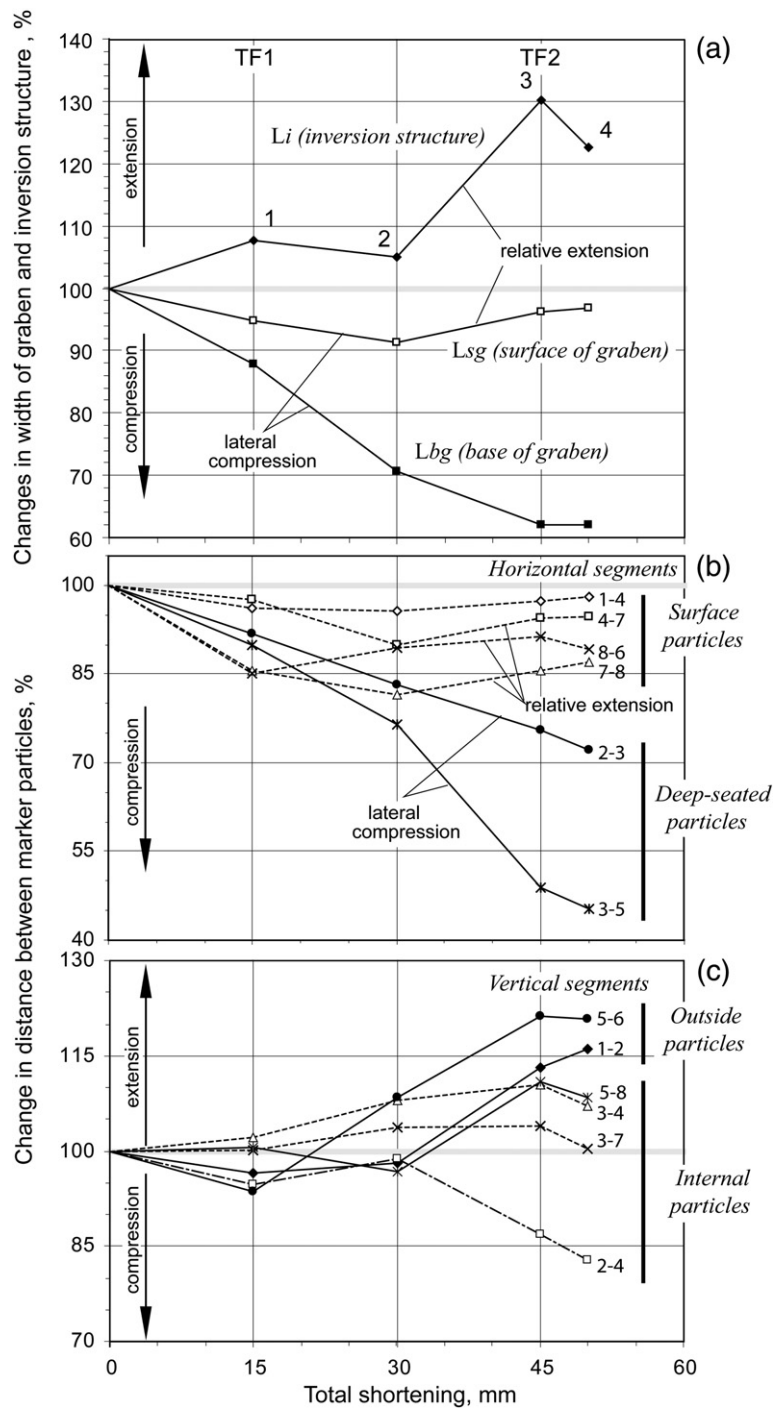 Changes in width of graben and inversion structure , %
140
130
120
110
100
90
80
70
60
extension
compression
TF1
TF2
(a)
3
4
Li (inversion structure)
1
2
relative extension
Lsg (surface of graben)
lateral
compression
Lbg (base of graben)
Change in distance between marker particles, %
100
85
70
55
40
compression
Horizontal segments
(b)
1-4
4-7
8-6
7-8
Surface
particles
relative extension
2-3
lateral
compression
Deep-seated
particles
3-5
130
115
100
85
70
extension
compression
Vertical segments
(c)
5-6
1-2
Outside
particles
5-8
3-4
3-7
Internal
particles
2-4
0
15
30
45
60
Total shortening, mm